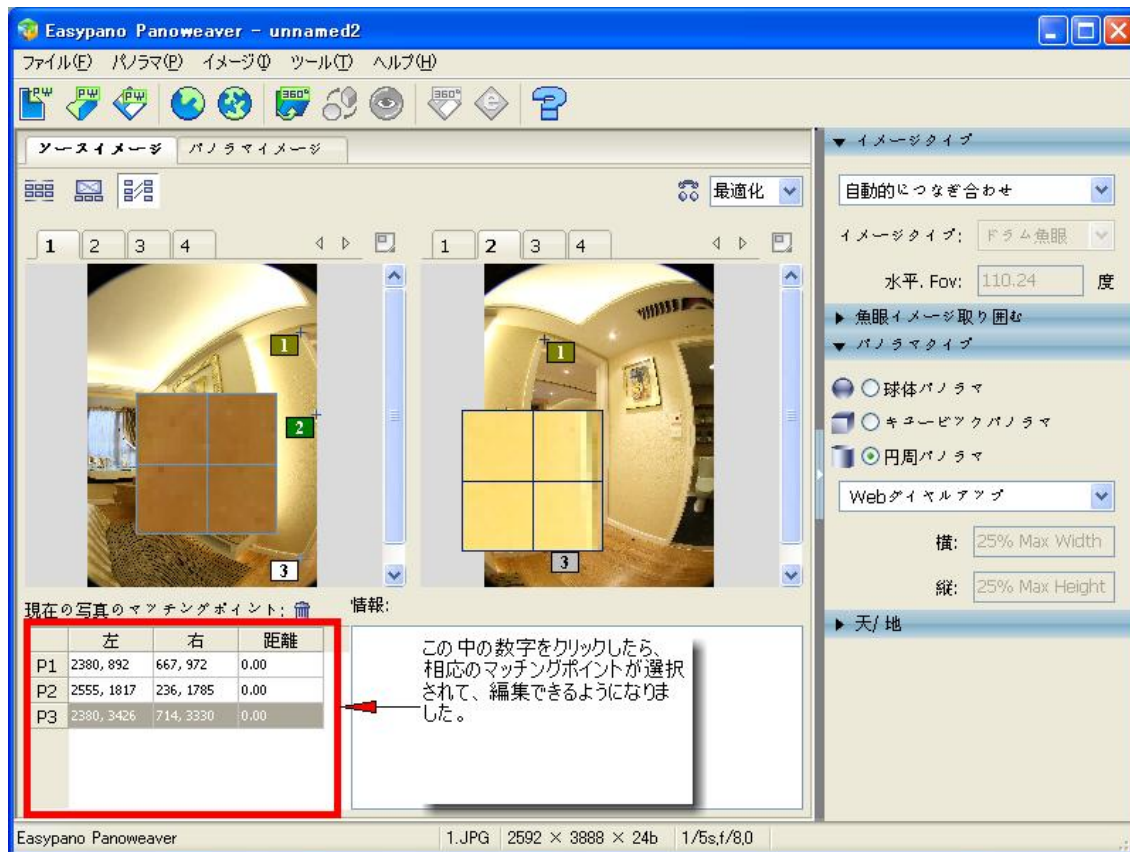 Easypano Panoweaver - unnamed2
ファイル(F) パノラマ(P) イメージ(I) ツール(T) ヘルプ(H)
PW PW PW 360° 360° e ?
ソースイメージ パノラマイメージ
最適化
1 2 3 4
1 2 3 4
1
2
3
1
3
現在の写真のマッチングポイント:
左 右 距離
P1 2380, 892 667, 972 0.00
P2 2555, 1817 236, 1785 0.00
P3 2380, 3426 714, 3330 0.00
情報:
この中の数字をクリックしたら、
相応のマッチングポイントが選択
されて、編集できるようになりま
した。
イメージタイプ
自動的につなぎ合わせ
イメージタイプ: ドラム魚眼
水平. Fov: 110.24 度
魚眼イメージ取り囲む
パノラマタイプ
球体パノラマ
キュービックパノラマ
円周パノラマ
Webダイヤルアップ
横: 25% Max Width
縦: 25% Max Height
天/地
Easypano Panoweaver 1.JPG 2592 × 3888 × 24b 1/5s,f/8,0